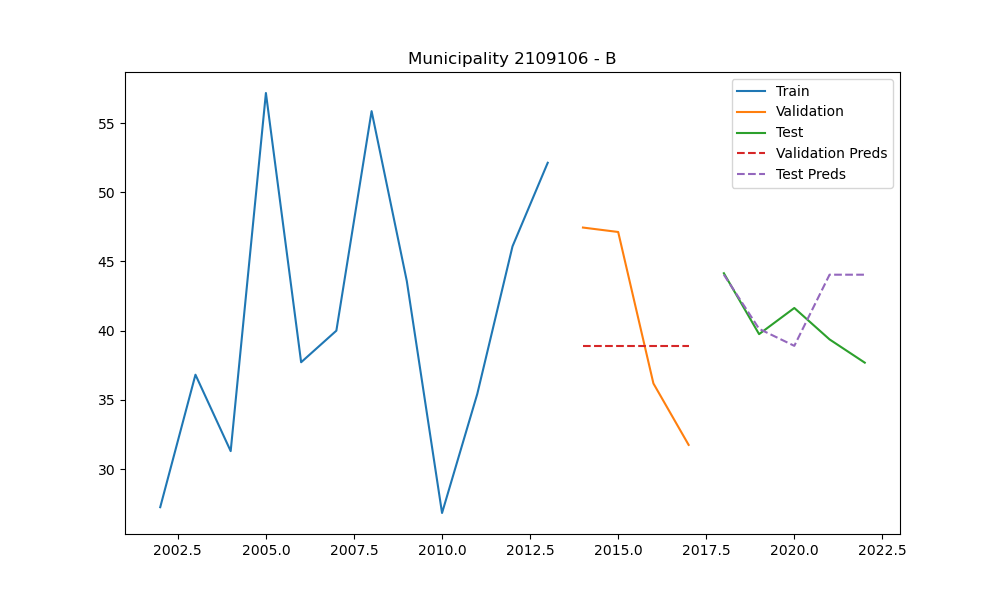 Municipality 2109106 - B
Train
Validation
Test
Validation Preds
Test Preds
55
50
45
40
35
30
2002.5 2005.0 2007.5 2010.0 2012.5 2015.0 2017.5 2020.0 2022.5